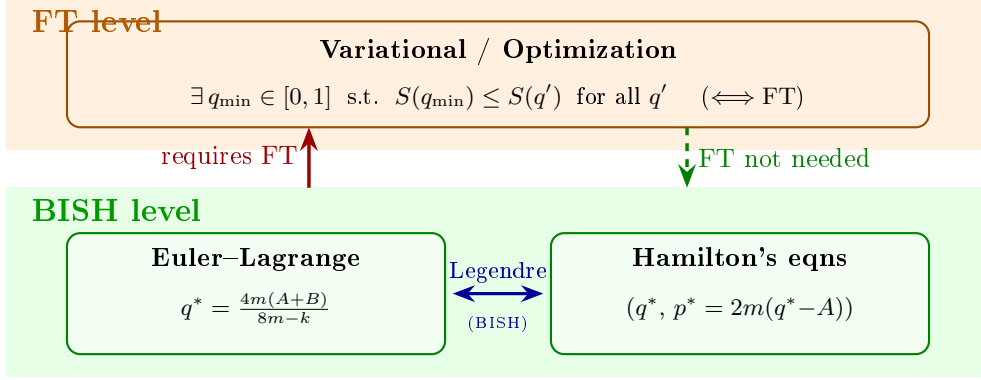 FT level
Variational / Optimization
∃ q_min ∈ [0, 1] s.t. S(q_min) ≤ S(q′) for all q′ (⟺ FT)
requires FT
FT not needed
BISH level
Euler–Lagrange
q* = 4m(A+B)/8m−k
Legendre
(BISH)
Hamilton's eqns
(q*, p* = 2m(q*−A))